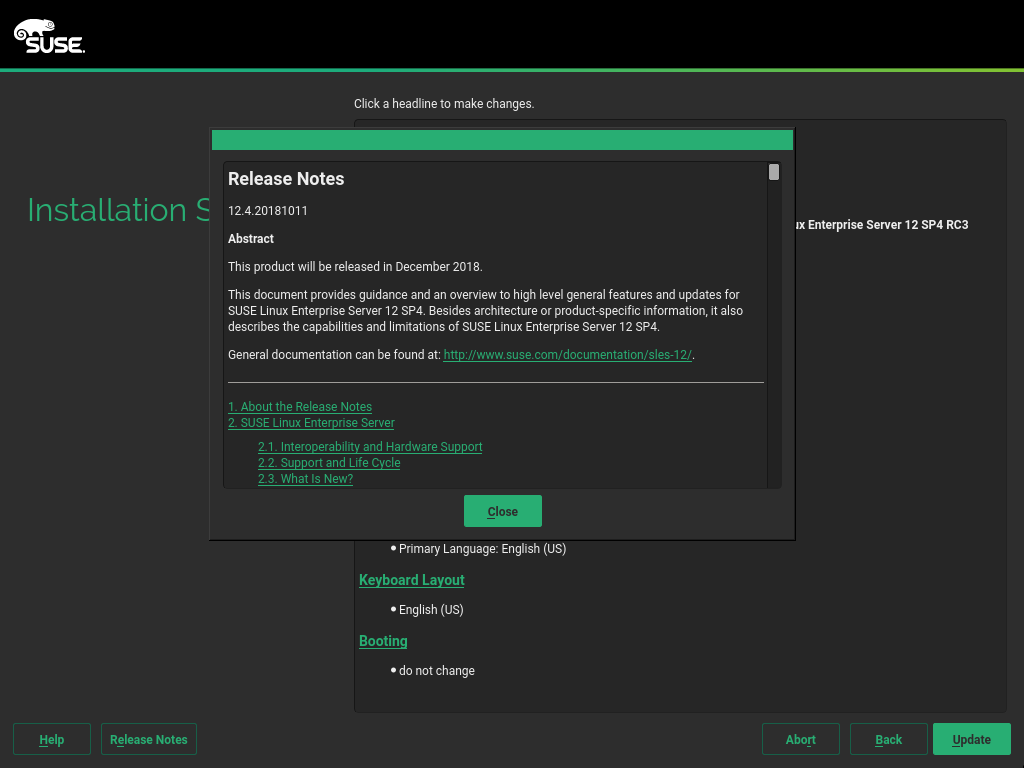 SUSE
Click a headline to make changes.
Installation
ux Enterprise Server 12 SP4 RC3
Release Notes
12.4.20181011
Abstract
This product will be released in December 2018.
This document provides guidance and an overview to high level general features and updates for
SUSE Linux Enterprise Server 12 SP4. Besides architecture or product-specific information, it also
describes the capabilities and limitations of SUSE Linux Enterprise Server 12 SP4.
General documentation can be found at: http://www.suse.com/documentation/sles-12/.
1. About the Release Notes
2. SUSE Linux Enterprise Server
2.1. Interoperability and Hardware Support
2.2. Support and Life Cycle
2.3. What Is New?
Close
Primary Language: English (US)
Keyboard Layout
English (US)
Booting
do not change
Help
Release Notes
Abort
Back
Update